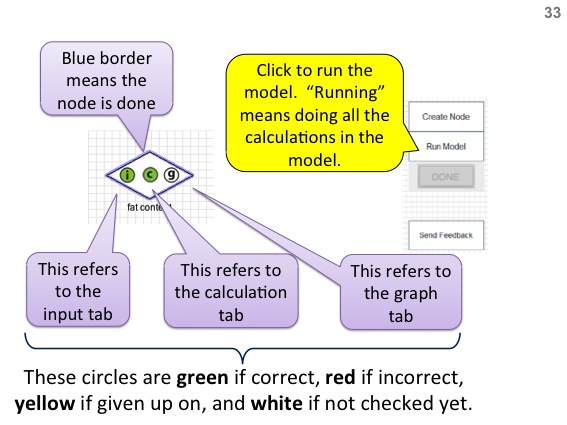 33
Blue border
means the
node is done
Click to run the
model. “Running”
means doing all the
calculations in the
model.
Create Node
Run Model
DONE
Send Feedback
i c g
fat conte
This refers
to the
input tab
This refers to
the calculation
tab
This refers to
the graph
tab
These circles are green if correct, red if incorrect,
yellow if given up on, and white if not checked yet.